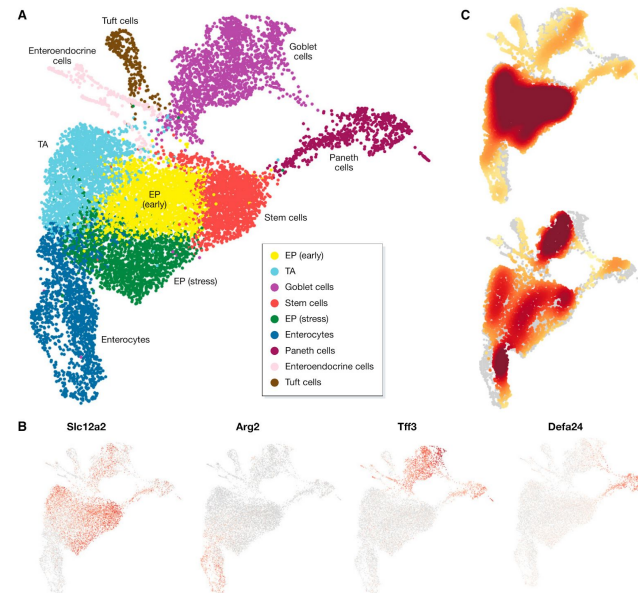 A
Tuft cells
Enteroendocrine
cells
Goblet
cells
TA
Paneth
cells
EP
(early)
Stem cells
EP (stress)
Enterocytes
EP (early)
TA
Goblet cells
Stem cells
EP (stress)
Enterocytes
Paneth cells
Enteroendocrine cells
Tuft cells
C
B
Slc12a2
Arg2
Tff3
Defa24